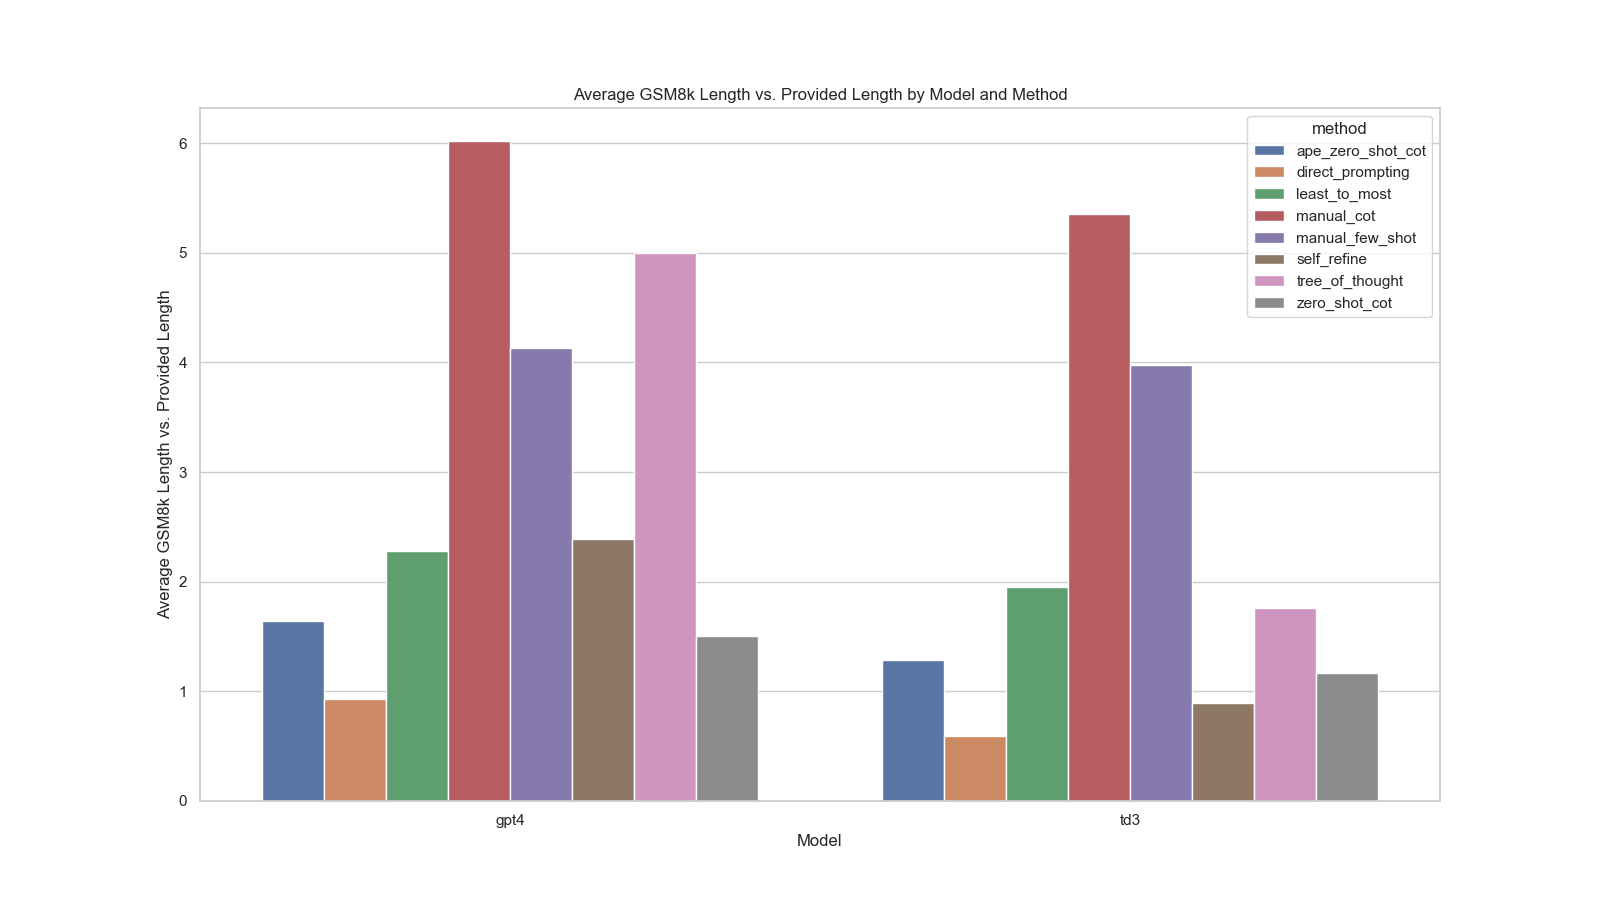 Average GSM8k Length vs. Provided Length by Model and Method
method
ape_zero_shot_cot
direct_prompting
least_to_most
manual_cot
manual_few_shot
self_refine
tree_of_thought
zero_shot_cot
Average GSM8k Length vs. Provided Length
6
5
4
3
2
1
0
gpt4 td3
Model